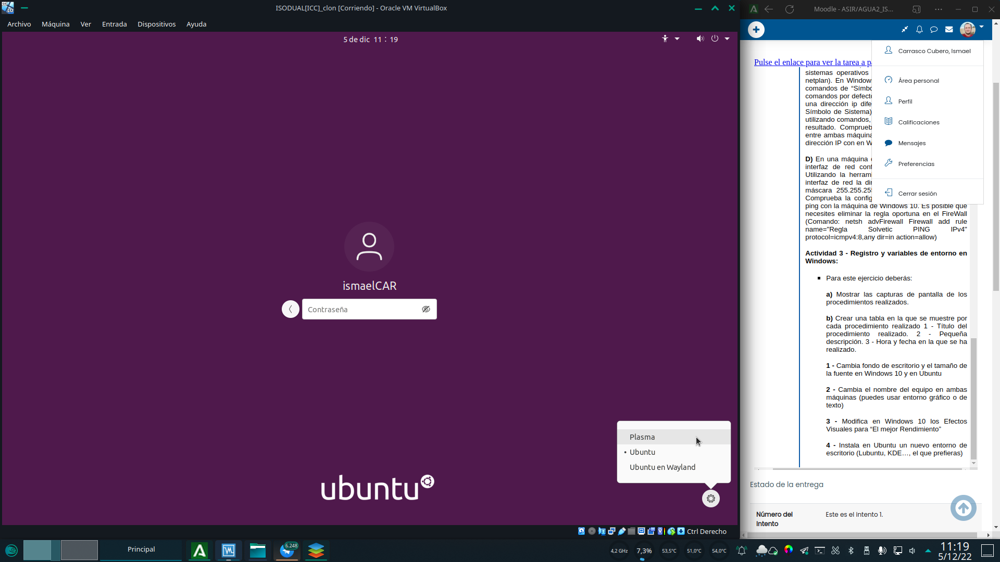 ISODUAL[ICC]_clon [Corriendo] - Oracle VM VirtualBox
Archivo Máquina Ver Entrada Dispositivos Ayuda
5 de dic 11 : 19
ismaelCAR
Contraseña
Plasma
• Ubuntu
Ubuntu en Wayland
ubuntu
Ctrl Derecho
Moodle - ASIR/AGUA2_IS...
Carrasco Cubero, Ismael
Área personal
Perfil
Calificaciones
Mensajes
Preferencias
Cerrar sesión
Pulse el enlace para ver la tarea a
sistemas operativos
netplan). En Window
comandos de “Símbo
comandos por defecto
una dirección ip dife
Símbolo de Sistema)
utilizando comandos,
resultado. Comprueb
entre ambas máquina
dirección IP con en W
D) En una máquina
interfaz de red conf
Utilizando la herram
interfaz de red la di
máscara 255.255.255
Comprueba la config
ping con la máquina de Windows 10. Es posible que
necesites eliminar la regla oportuna en el FireWall
(Comando: netsh advFirewall Firewall add rule
name="Regla Solvetic PING IPv4"
protocol=icmpv4:8,any dir=in action=allow)
Actividad 3 - Registro y variables de entorno en
Windows:
▪ Para este ejercicio deberás:
a) Mostrar las capturas de pantalla de los
procedimientos realizados.
b) Crear una tabla en la que se muestre por
cada procedimiento realizado 1 - Título del
procedimiento realizado. 2 - Pequeña
descripción. 3 - Hora y fecha en la que se ha
realizado.
1 - Cambia fondo de escritorio y el tamaño de
la fuente en Windows 10 y en Ubuntu
2 - Cambia el nombre del equipo en ambas
máquinas (puedes usar entorno gráfico o de
texto)
3 - Modifica en Windows 10 los Efectos
Visuales para “El mejor Rendimiento”
4 - Instala en Ubuntu un nuevo entorno de
escritorio (Lubuntu, KDE…, el que prefieras)
Estado de la entrega
Número del
intento
Este es el intento 1.
Principal
6.248
4,2 GHz
7,3%
53,5°C
51,0°C
54,0°C
11:19
5/12/22